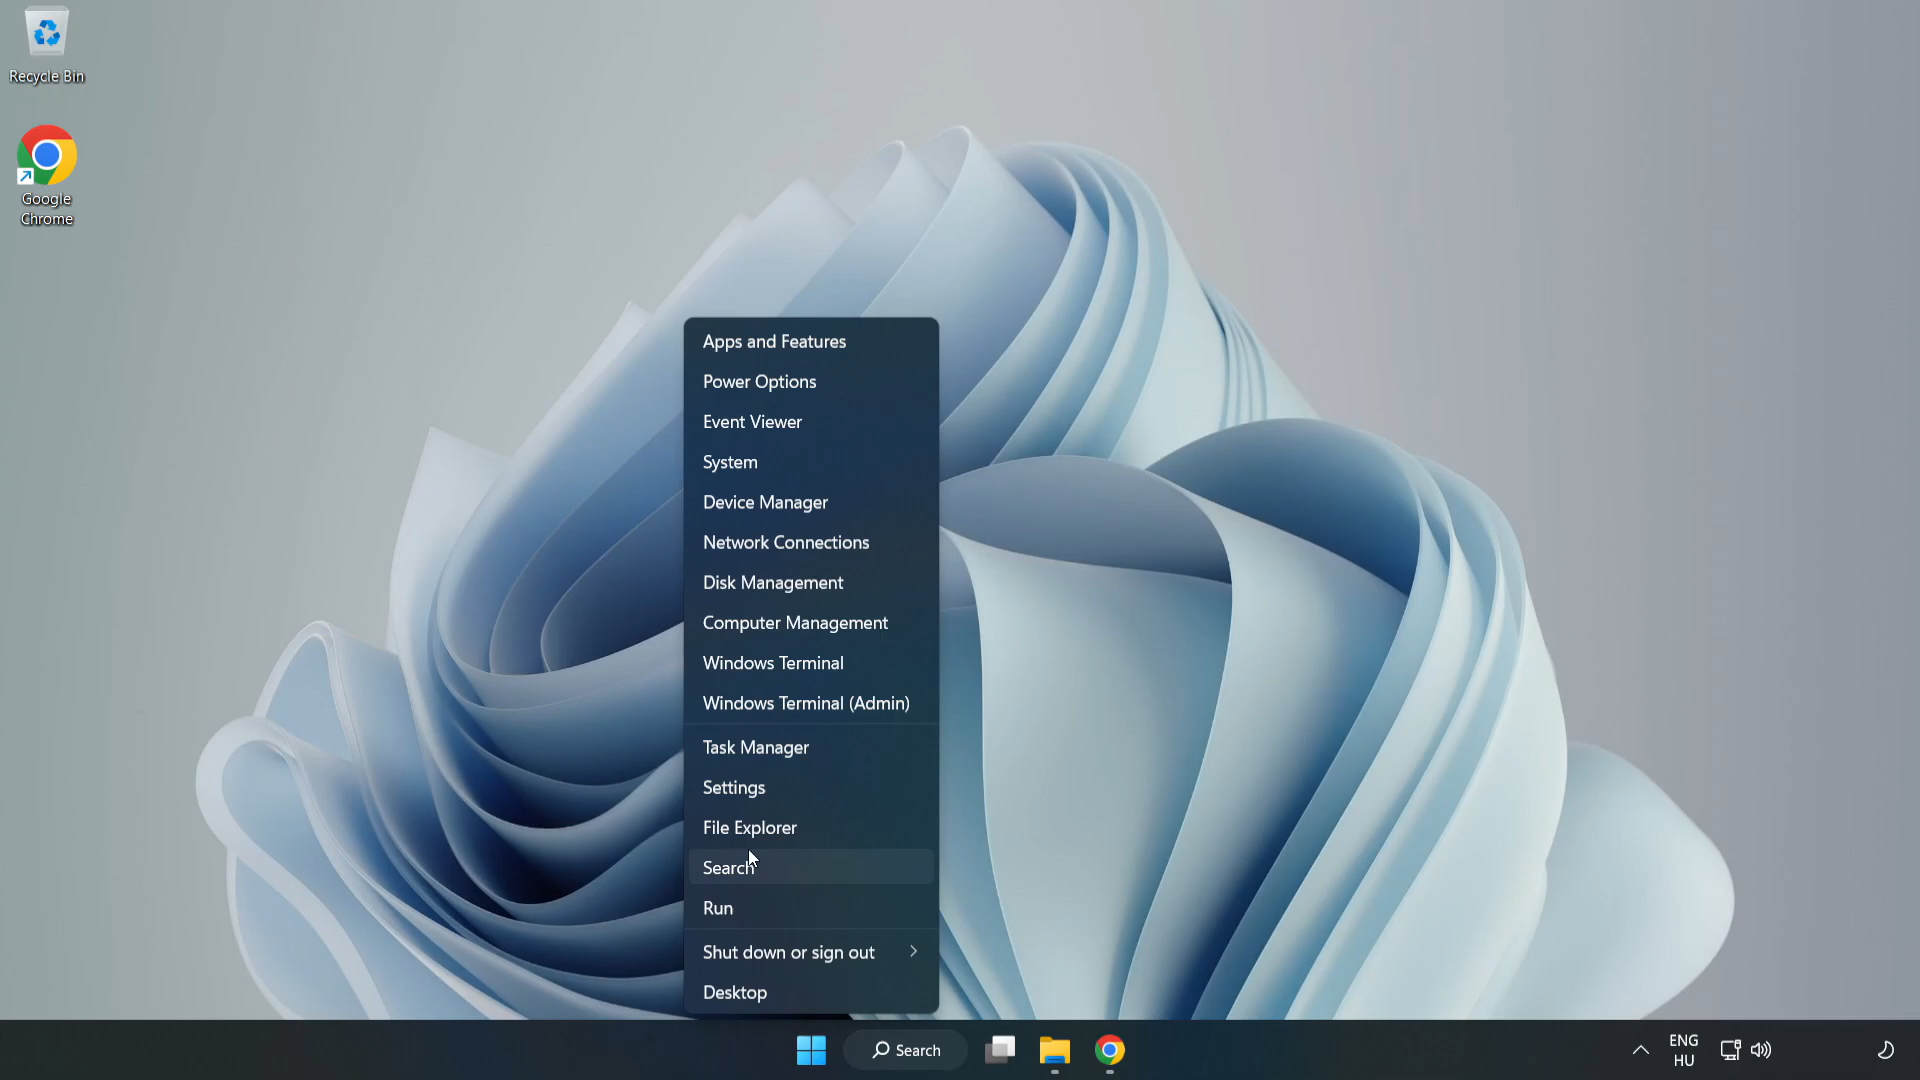 Recycle Bin
Google
Chrome
Apps and Features
Power Options
Event Viewer
System
Device Manager
Network Connections
Disk Management
Computer Management
Windows Terminal
Windows Terminal (Admin)
Task Manager
Settings
File Explorer
Search
Run
Shut down or sign out
Desktop
Search
ENG
HU